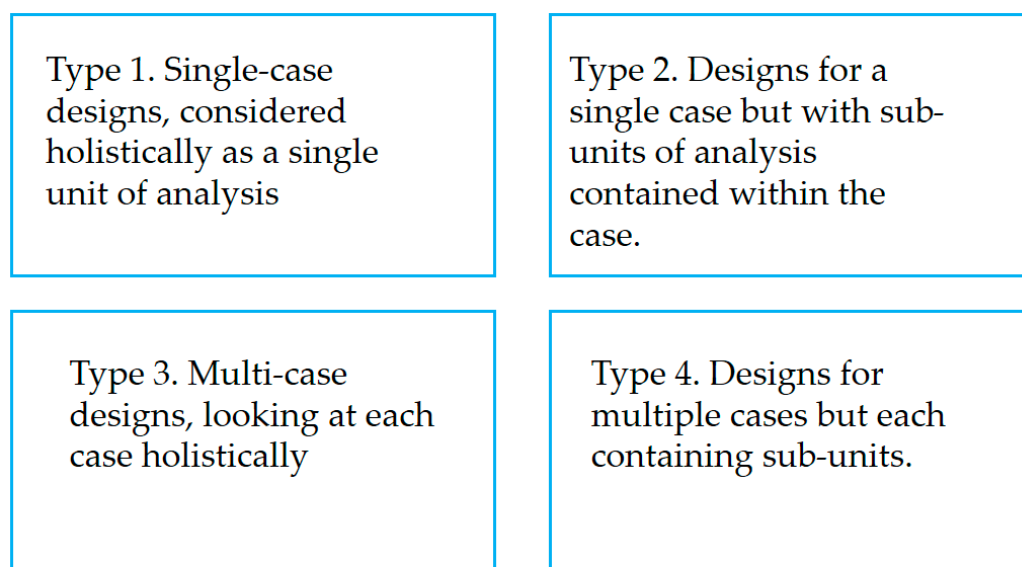 Type 1. Single-case
designs, considered
holistically as a single
unit of analysis
Type 2. Designs for a
single case but with sub-
units of analysis
contained within the
case.
Type 3. Multi-case
designs, looking at each
case holistically
Type 4. Designs for
multiple cases but each
containing sub-units.